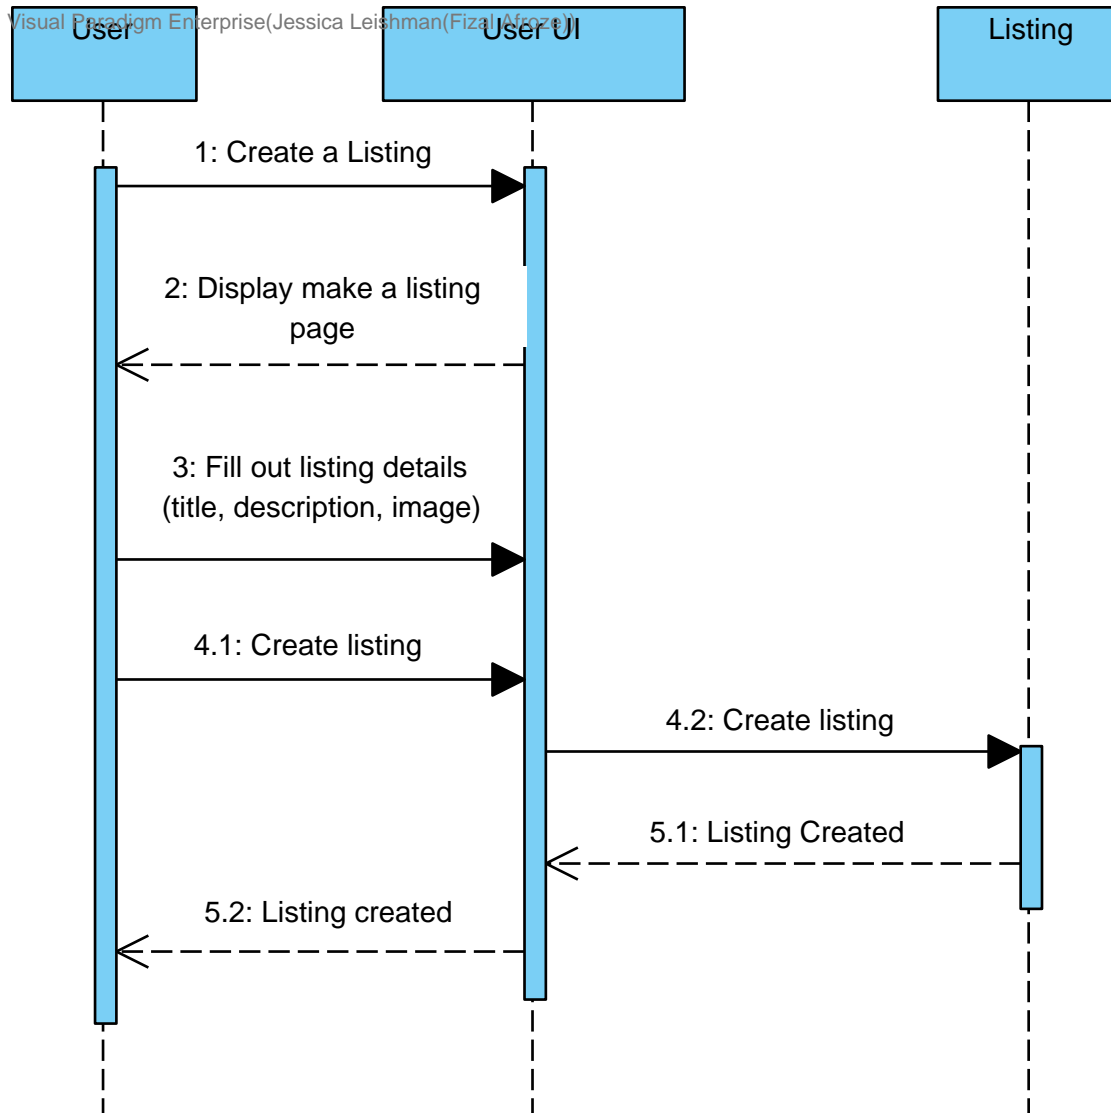 Visual Paradigm Enterprise(Jessica Leishman(Fizal Afroze))
User
User UI
Listing
1: Create a Listing
2: Display make a listing
page
3: Fill out listing details
(title, description, image)
4.1: Create listing
4.2: Create listing
5.1: Listing Created
5.2: Listing created